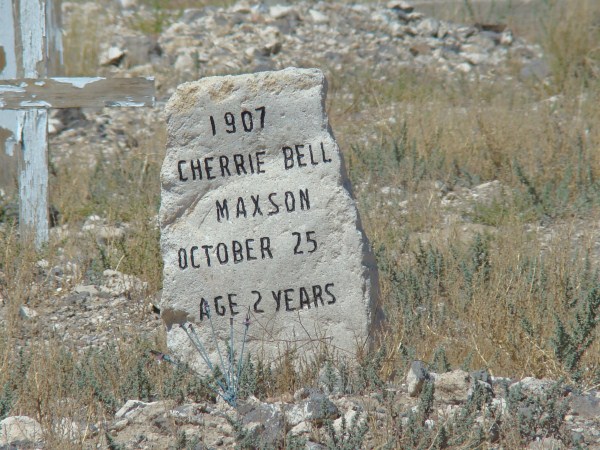 1907
CHERRIE BELL
MAXSON
OCTOBER 25
AGE 2 YEARS